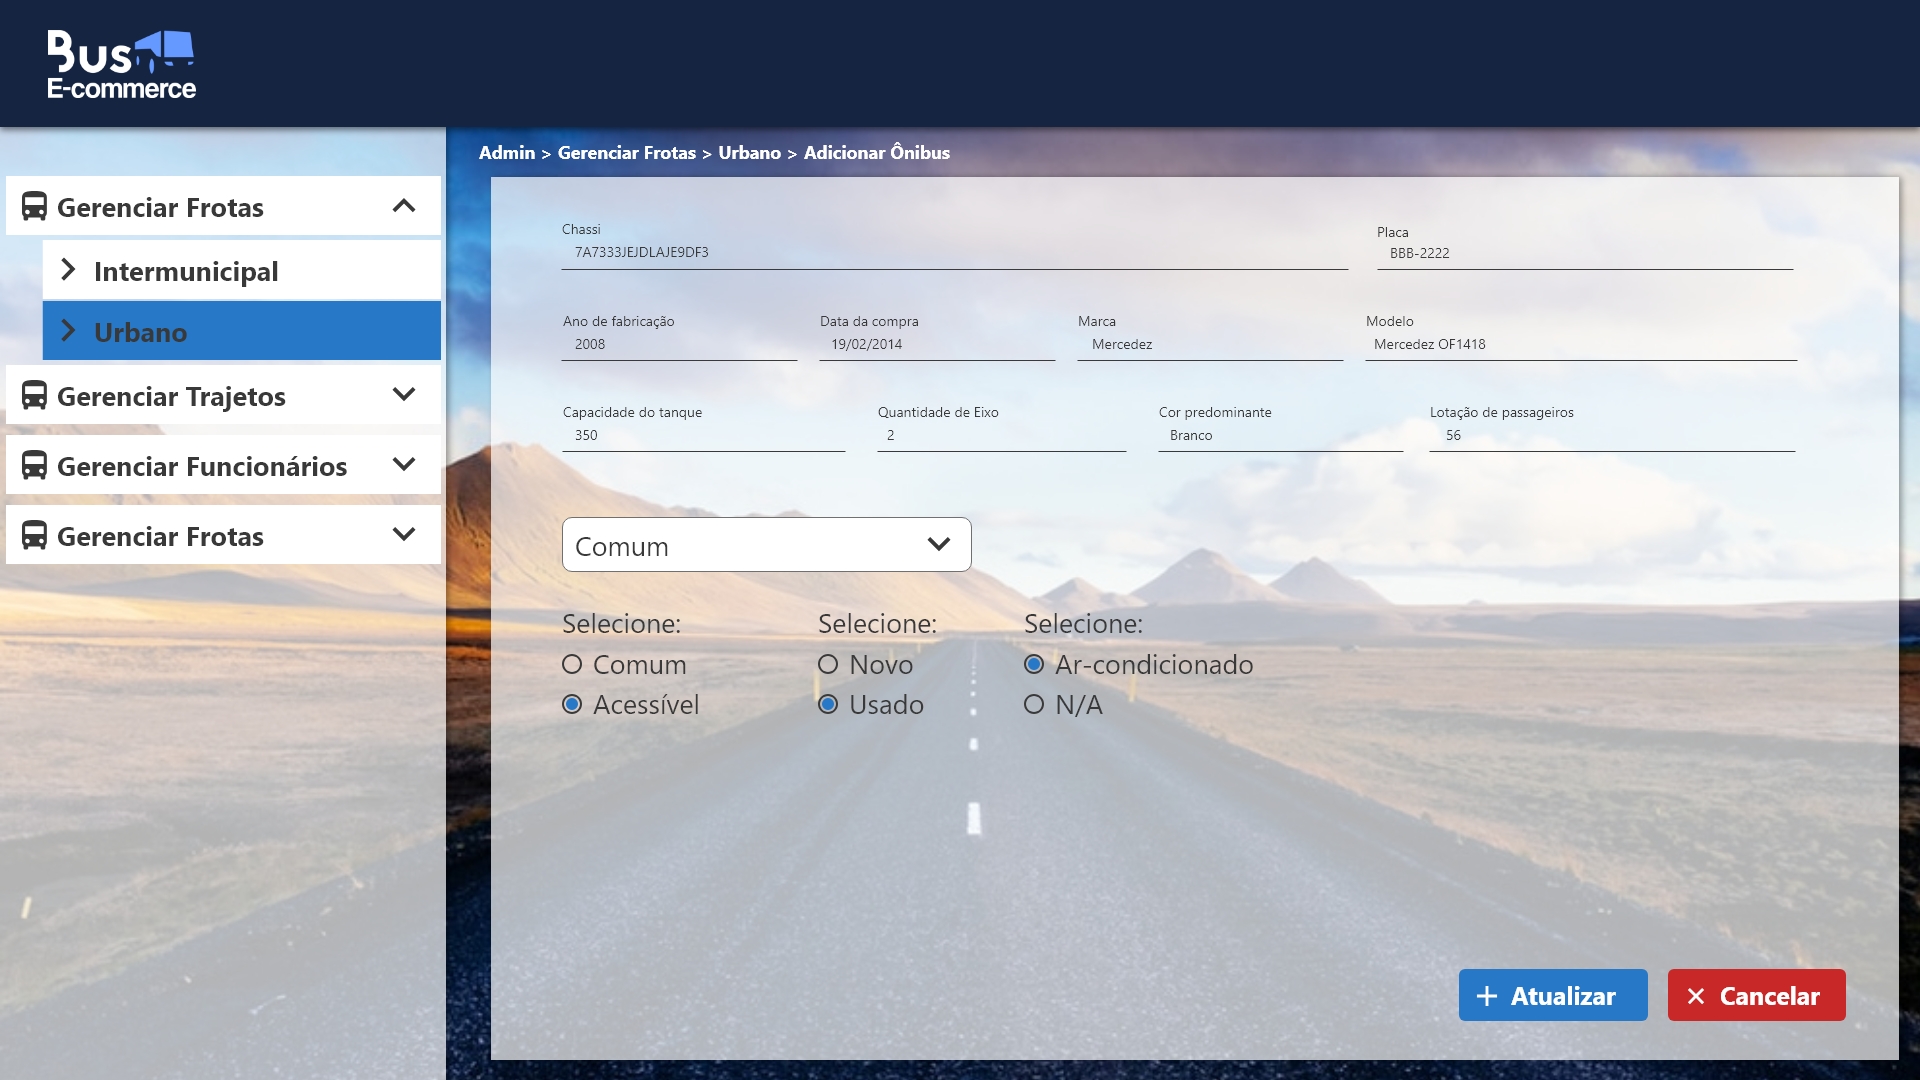 Bus
E-commerce
Admin > Gerenciar Frotas > Urbano > Adicionar Ônibus
Gerenciar Frotas
Intermunicipal
Urbano
Gerenciar Trajetos
Gerenciar Funcionários
Gerenciar Frotas
Chassi
7A7333JEJDLAJE9DF3
Placa
BBB-2222
Ano de fabricação
2008
Data da compra
19/02/2014
Marca
Mercedez
Modelo
Mercedez OF1418
Capacidade do tanque
350
Quantidade de Eixo
2
Cor predominante
Branco
Lotação de passageiros
56
Comum
Selecione:
Comum
Acessível
Selecione:
Novo
Usado
Selecione:
Ar-condicionado
N/A
Atualizar
Cancelar